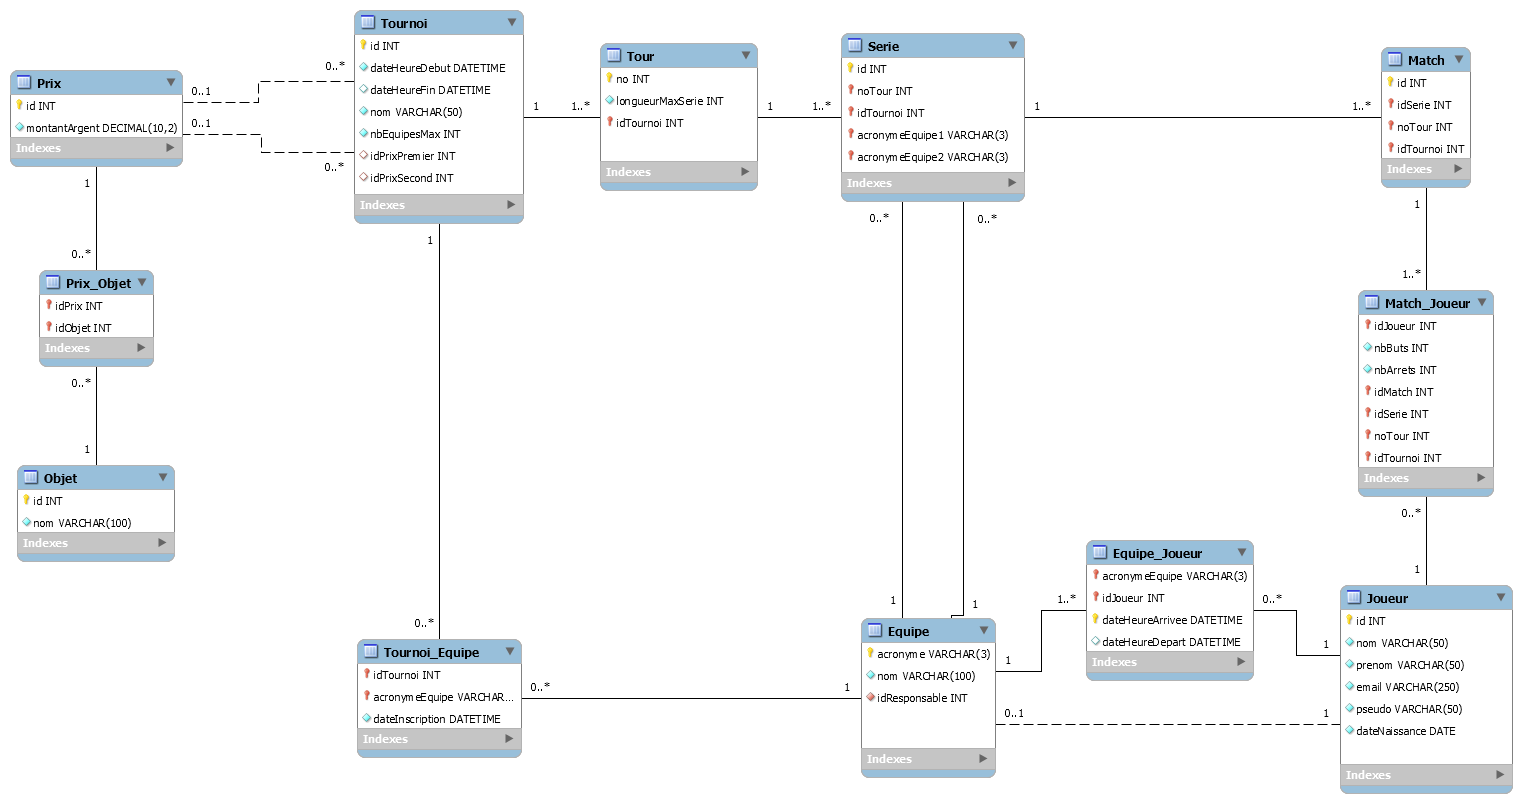 Prix
id INT
montantArgent DECIMAL(10,2)
Indexes
0..1
0..1
0..*
0..*
Tournoi
id INT
dateHeureDebut DATETIME
dateHeureFin DATETIME
nom VARCHAR(50)
nbEquipesMax INT
idPrixPremier INT
idPrixSecond INT
Indexes
1
1..*
Tour
no INT
longueurMaxSerie INT
idTournoi INT
Indexes
1
1..*
Serie
id INT
noTour INT
idTournoi INT
acronymeEquipe1 VARCHAR(3)
acronymeEquipe2 VARCHAR(3)
Indexes
1
1..*
Match
id INT
idSerie INT
noTour INT
idTournoi INT
Indexes
1
0..*
Prix_Objet
idPrix INT
idObjet INT
Indexes
0..*
1
Objet
id INT
nom VARCHAR(100)
Indexes
1
0..*
Tournoi_Equipe
idTournoi INT
acronymeEquipe VARCHAR...
dateInscription DATETIME
Indexes
0..*
1
0..*
0..*
1
1
Equipe
acronyme VARCHAR(3)
nom VARCHAR(100)
idResponsable INT
Indexes
1
1..*
0..1
1
Equipe_Joueur
acronymeEquipe VARCHAR(3)
idJoueur INT
dateHeureArrivee DATETIME
dateHeureDepart DATETIME
Indexes
0..*
1
1
1..*
Match_Joueur
idJoueur INT
nbButs INT
nbArrets INT
idMatch INT
idSerie INT
noTour INT
idTournoi INT
Indexes
0..*
1
Joueur
id INT
nom VARCHAR(50)
prenom VARCHAR(50)
email VARCHAR(250)
pseudo VARCHAR(50)
dateNaissance DATE
Indexes